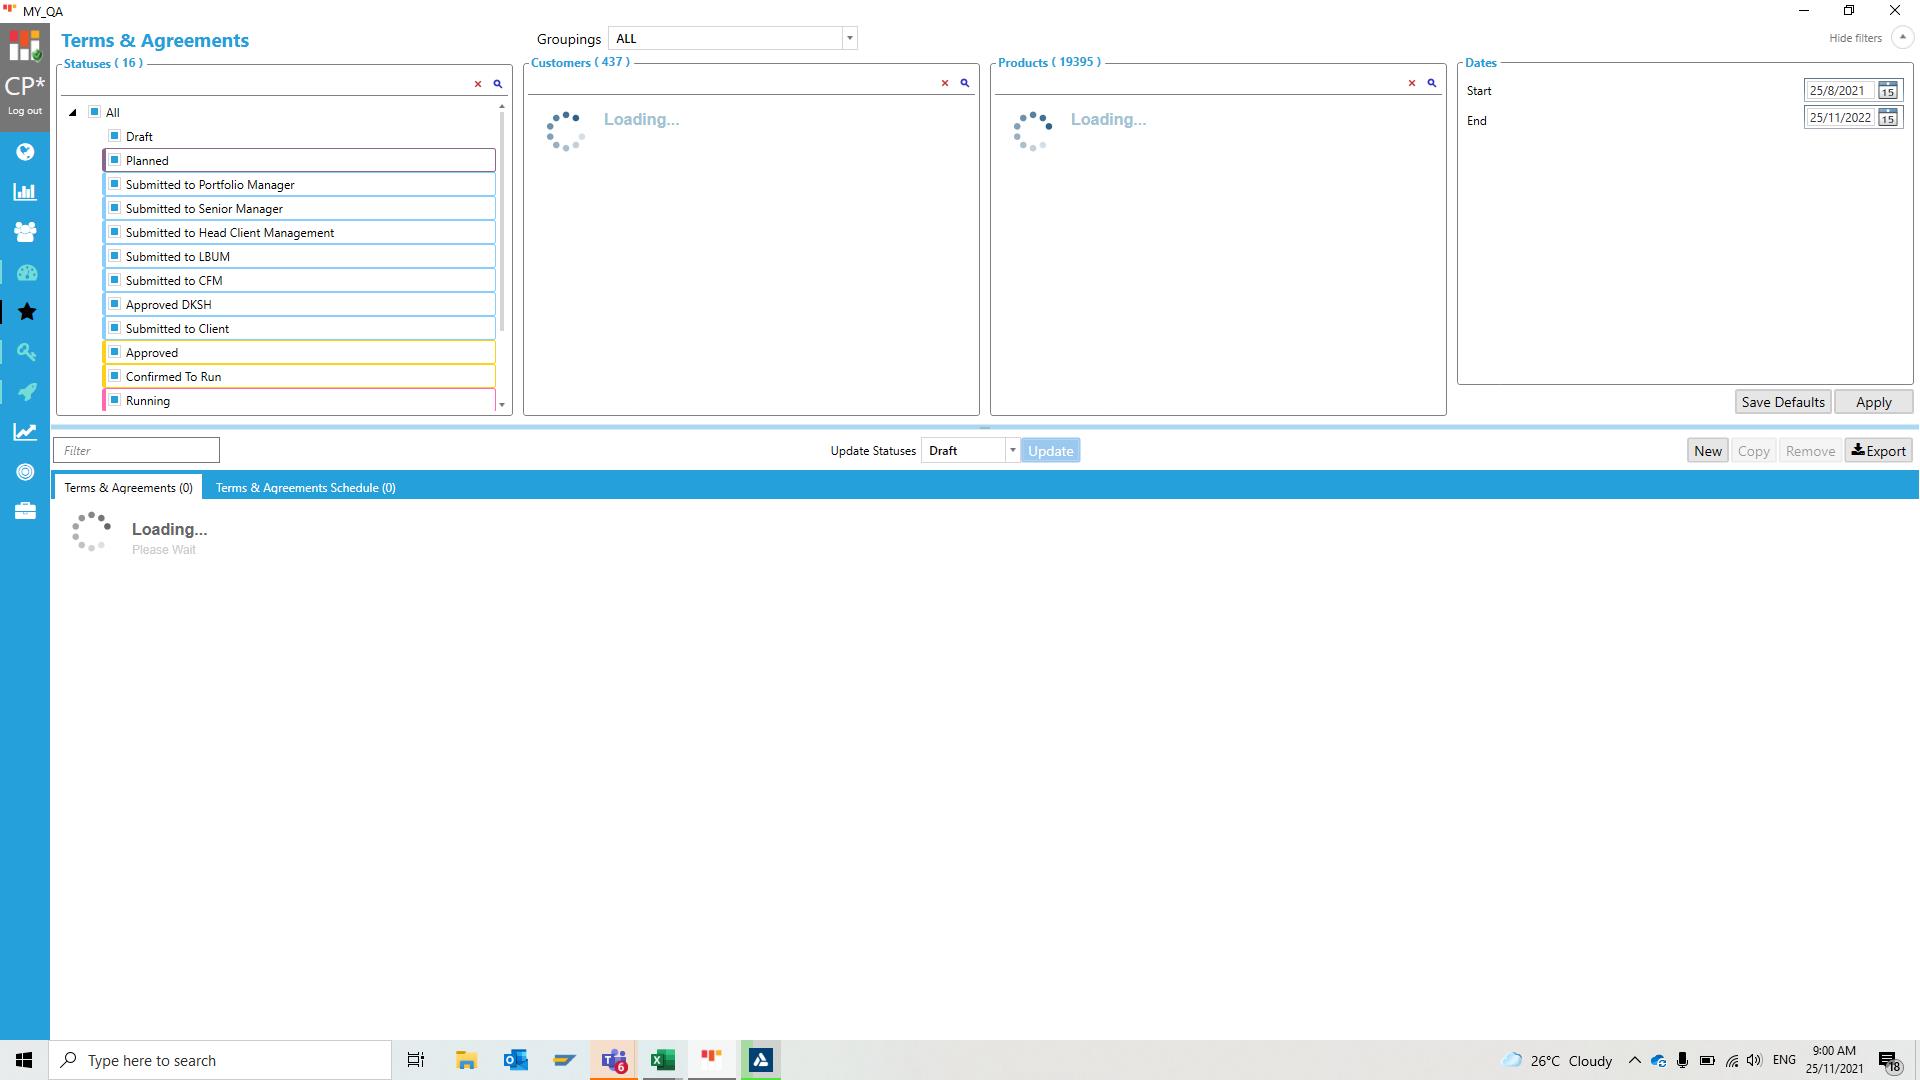 MY_QA
CP*
Log out
Terms & Agreements
Groupings
ALL
Hide filters
Statuses ( 16 )
All
Draft
Planned
Submitted to Portfolio Manager
Submitted to Senior Manager
Submitted to Head Client Management
Submitted to LBUM
Submitted to CFM
Approved DKSH
Submitted to Client
Approved
Confirmed To Run
Running
Customers ( 437 )
Loading...
Products ( 19395 )
Loading...
Dates
Start
25/8/2021
15
End
25/11/2022
15
Save Defaults
Apply
Filter
Update Statuses
Draft
Update
New
Copy
Remove
Export
Terms & Agreements (0)
Terms & Agreements Schedule (0)
Loading...
Please Wait
Type here to search
6
26°C Cloudy
ENG
9:00 AM
25/11/2021
18